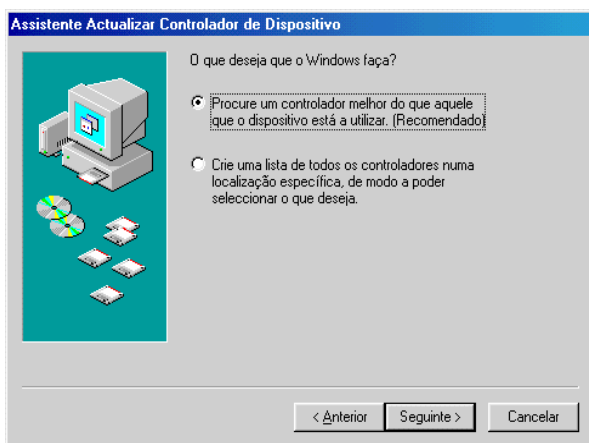 Assistente Actualizar Controlador de Dispositivo
O que deseja que o Windows faça?
Procure um controlador melhor do que aquele
que o dispositivo está a utilizar. (Recomendado)
Crie uma lista de todos os controladores numa
localização específica, de modo a poder
seleccionar o que deseja.
< Anterior
Seguinte >
Cancelar